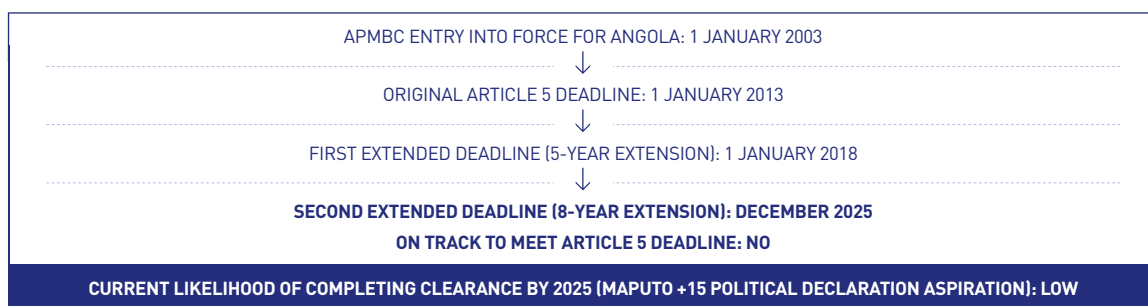 APMBC ENTRY INTO FORCE FOR ANGOLA: 1 JANUARY 2003
ORIGINAL ARTICLE 5 DEADLINE: 1 JANUARY 2013
FIRST EXTENDED DEADLINE (5-YEAR EXTENSION): 1 JANUARY 2018
SECOND EXTENDED DEADLINE (8-YEAR EXTENSION): DECEMBER 2025
ON TRACK TO MEET ARTICLE 5 DEADLINE: NO
CURRENT LIKELIHOOD OF COMPLETING CLEARANCE BY 2025 (MAPUTO +15 POLITICAL DECLARATION ASPIRATION): LOW